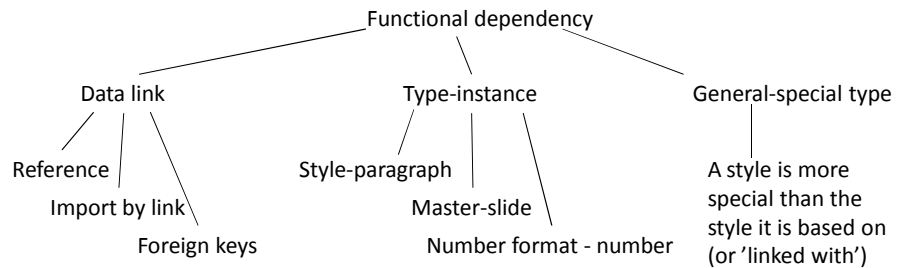 Functional dependency
Data link
Type-instance
General-special type
Reference
Import by link
Foreign keys
Style-paragraph
Master-slide
Number format - number
A style is more
special than the
style it is based on
(or ’linked with’)